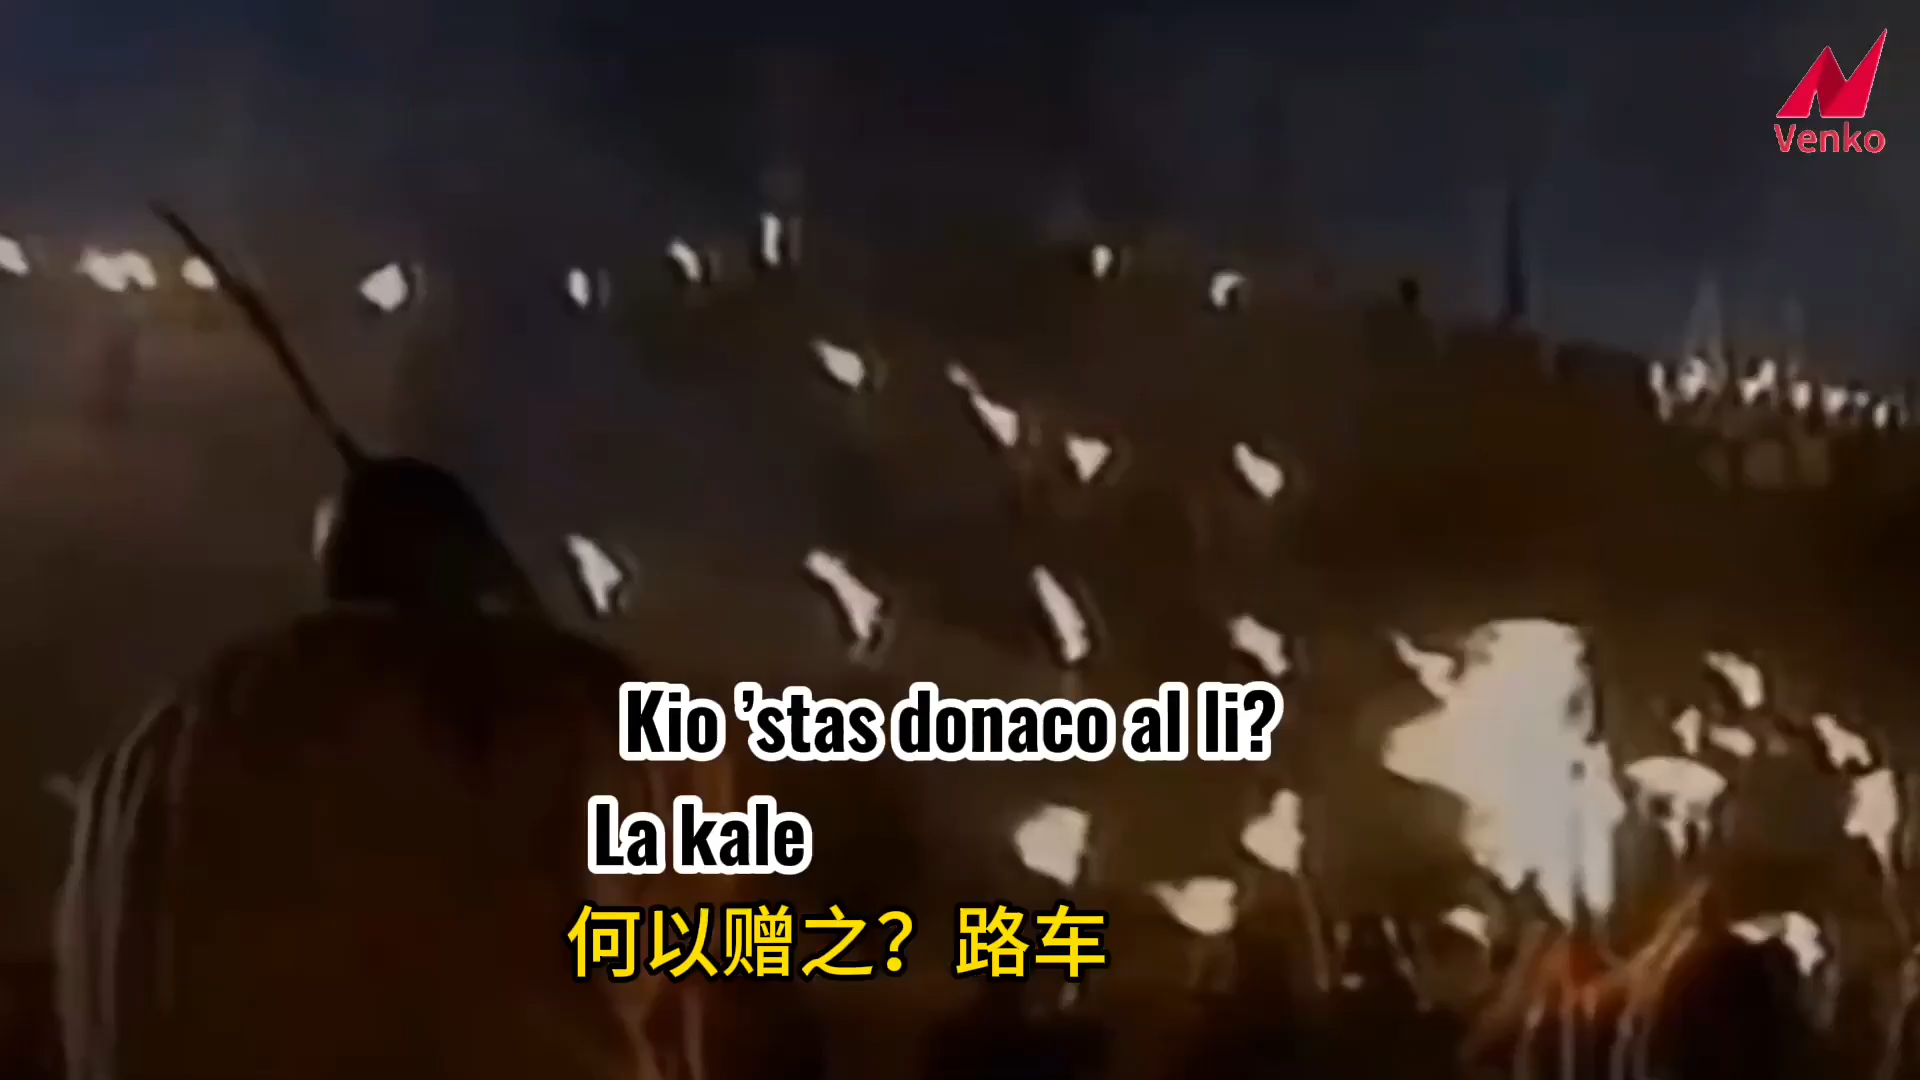 Venko
Kio ’stas donaco al li?
La kale
何以赠之？路车